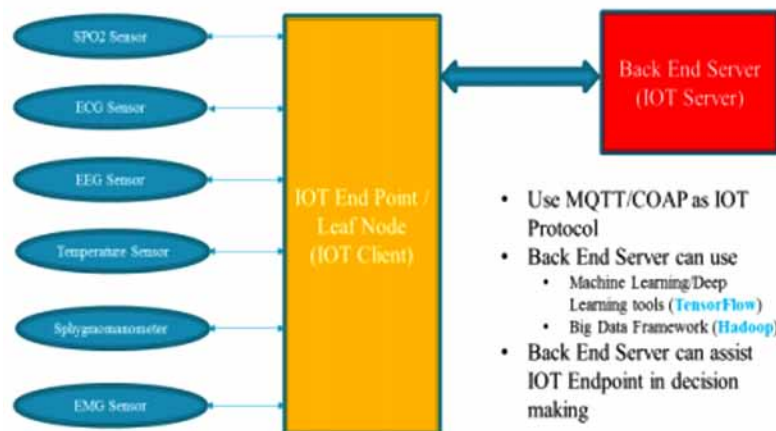 SPO2 Sensor
ECG Sensor
EEG Sensor
Temperature Sensor
Sphygmomanometer
EMG Sensor
IOT End Point /
Leaf Node
(IOT Client)
Back End Server
(IOT Server)
• Use MQTT/COAP as IOT
Protocol
• Back End Server can use
• Machine Learning/Deep
Learning tools (TensorFlow)
• Big Data Framework (Hadoop)
• Back End Server can assist
IOT Endpoint in decision
making